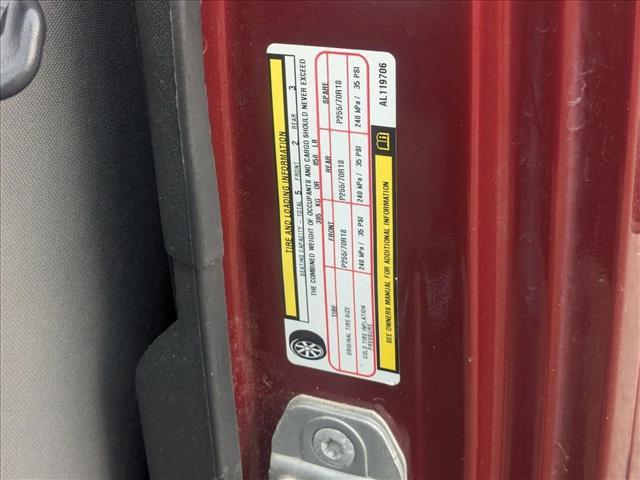 TIRE AND LOADING INFORMATION
SEATING CAPACITY - TOTAL 5 FRONT 2 REAR 3
THE COMBINED WEIGHT OF OCCUPANTS AND CARGO SHOULD NEVER EXCEED
385 KG OR 850 LB
TIRE FRONT REAR SPARE
ORIGINAL TIRE SIZE P255/70R18 P255/70R18 P255/70R18
COLD TIRE INFLATION PRESSURE 240 kPa / 35 PSI 240 kPa / 35 PSI 240 kPa / 35 PSI
SEE OWNERS MANUAL FOR ADDITIONAL INFORMATION
AL119706